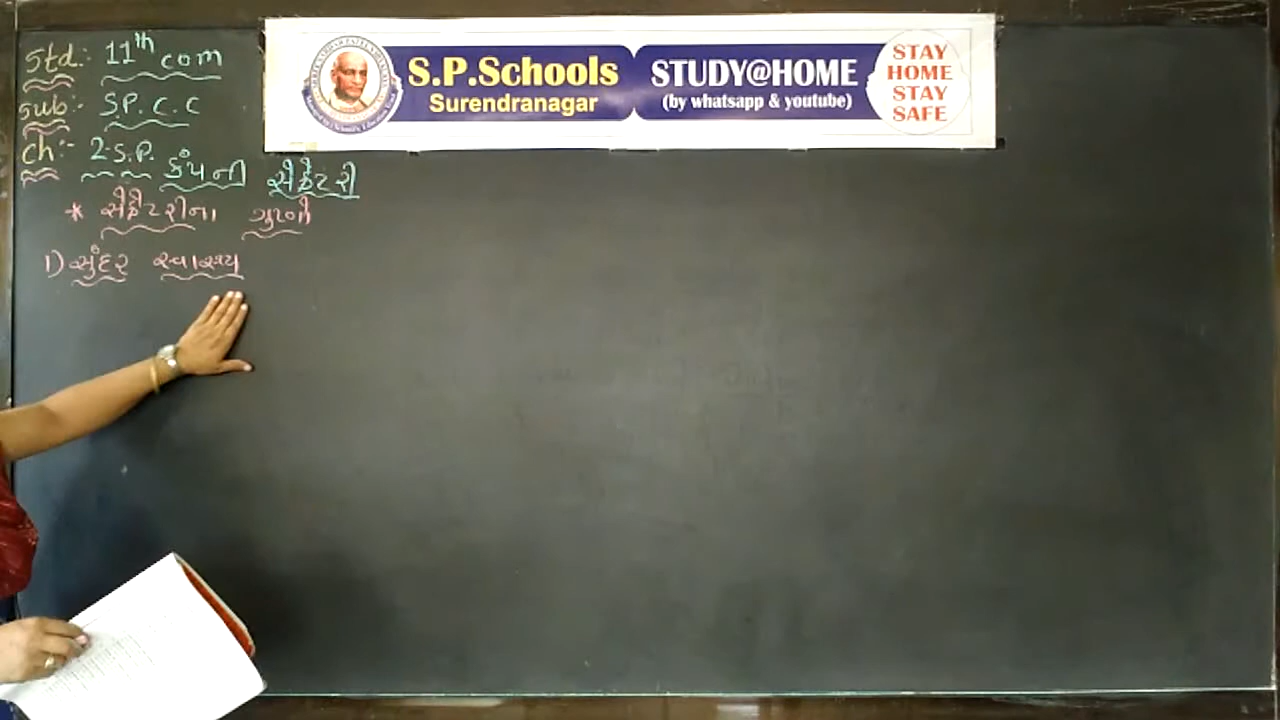 Std:- 11th com
Sub:- S.P.C.C
Ch:- 2 S.P. કંપની સેક્રેટરી
* સેક્રેટરીના ગુણો
1) સુંદર સ્વાસ્થ્ય
S.P.Schools
Surendranagar
STUDY@HOME
(by whatsapp & youtube)
STAY
HOME
STAY
SAFE